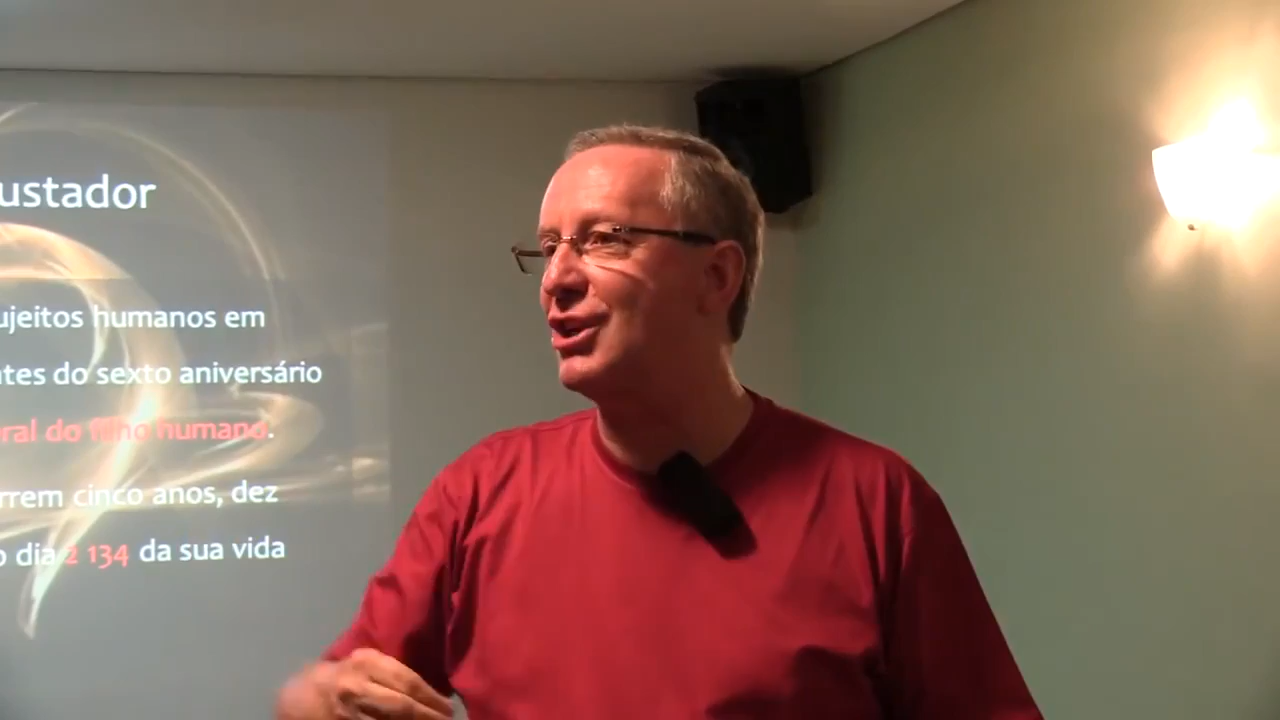 ustador
ujeitos humanos em
ntes do sexto aniversário
oral do filho humano.
rrem cinco anos, dez
o dia 2 134 da sua vida